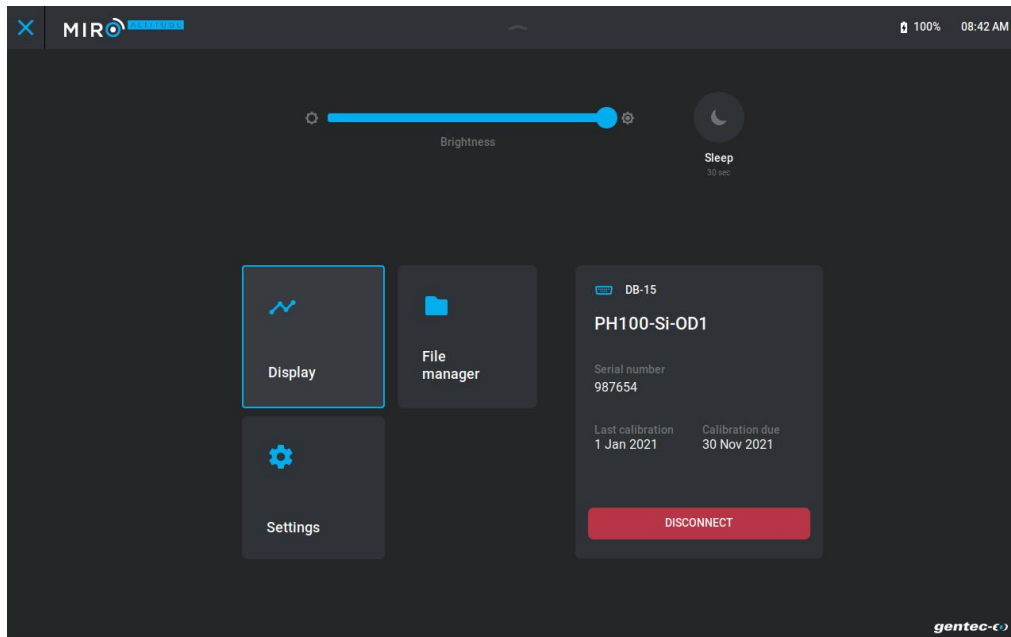 MIRO ALTITUDE
100% 08:42 AM
Brightness
Sleep
30 sec
Display
File
manager
Settings
DB-15
PH100-Si-OD1
Serial number
987654
Last calibration Calibration due
1 Jan 2021 30 Nov 2021
DISCONNECT
gentec-eo